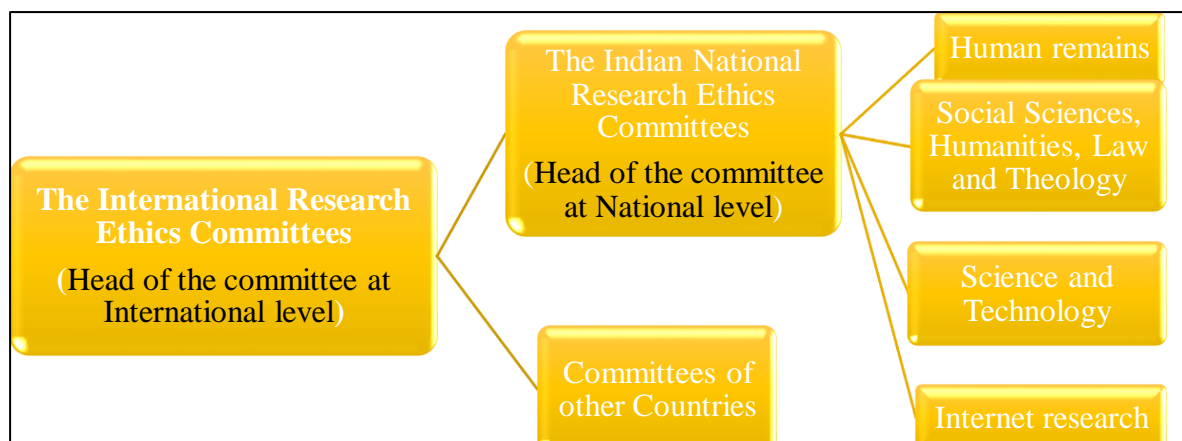 The International Research
Ethics Committees
(Head of the committee at
International level)
The Indian National
Research Ethics
Committees
(Head of the committee
at National level)
Committees of
other Countries
Human remains
Social Sciences,
Humanities, Law
and Theology
Science and
Technology
Internet research